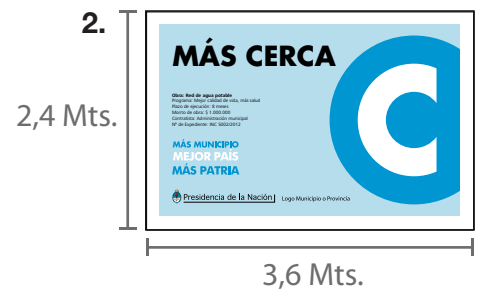 2.
2,4 Mts.
MÁS CERCA
C
Obra: Red de agua potable
Programa: Mejor calidad de vida, más salud
Plazo de ejecución: 8 meses
Monto de obra: $ 1.000.000
Contratista: Administración municipal
Nº de Expediente: INC 5002/2012
MÁS MUNICIPIO
MEJOR PAÍS
MÁS PATRIA
Presidencia de la Nación Logo Municipio o Provincia
3,6 Mts.